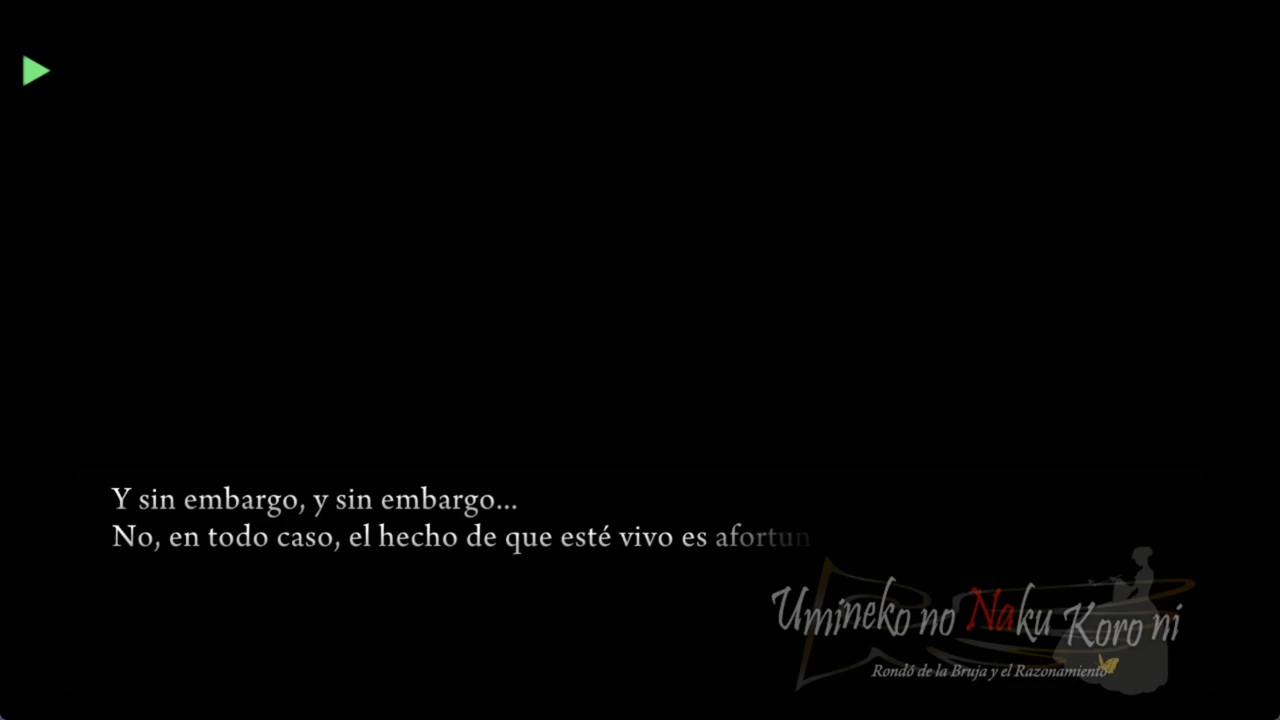 Y sin embargo, y sin embargo...
No, en todo caso, el hecho de que esté vivo es afortun
Umineko no Naku Koro ni
Rondó de la Bruja y el Razonamiento